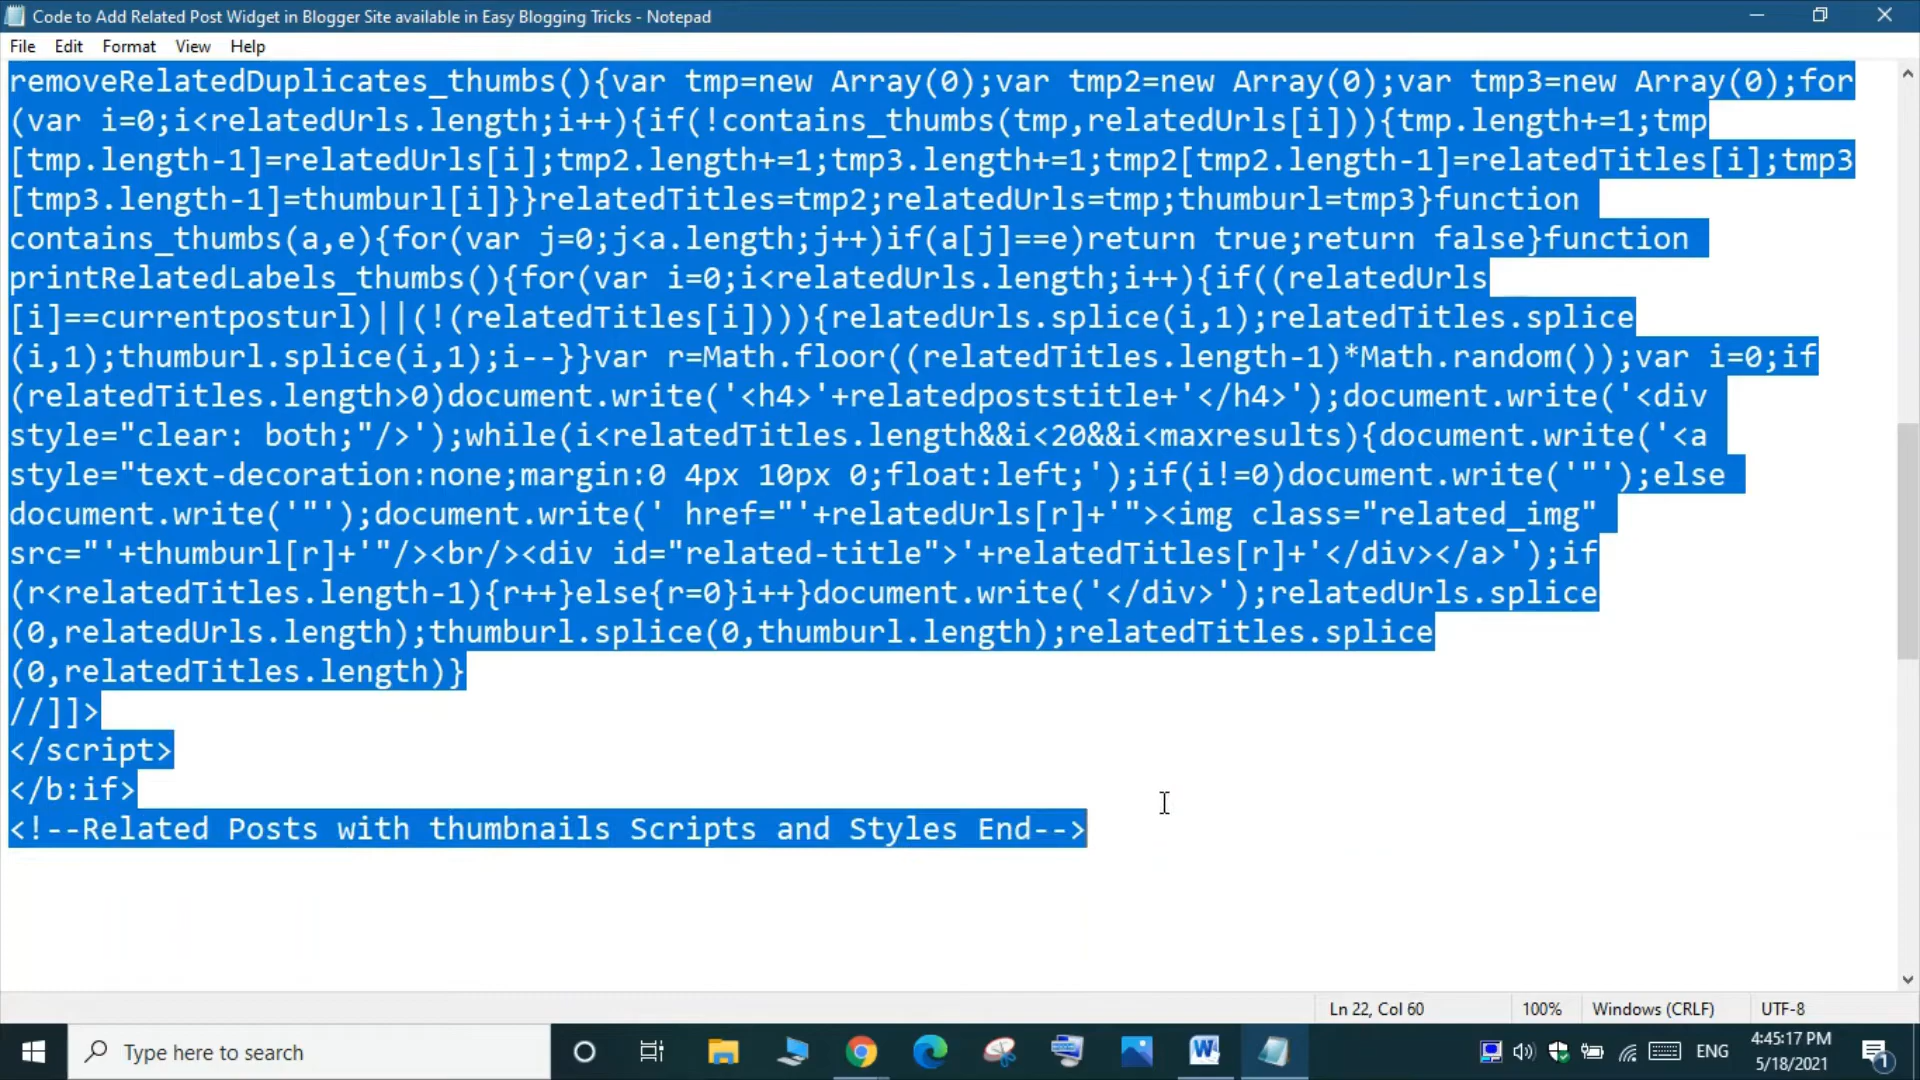 Code to Add Related Post Widget in Blogger Site available in Easy Blogging Tricks - Notepad
File Edit Format View Help
removeRelatedDuplicates_thumbs(){var tmp=new Array(0);var tmp2=new Array(0);var tmp3=new Array(0);for
(var i=0;i<relatedUrls.length;i++){if(!contains_thumbs(tmp,relatedUrls[i])){tmp.length+=1;tmp
[tmp.length-1]=relatedUrls[i];tmp2.length+=1;tmp3.length+=1;tmp2[tmp2.length-1]=relatedTitles[i];tmp3
[tmp3.length-1]=thumburl[i]}}relatedTitles=tmp2;relatedUrls=tmp;thumburl=tmp3}function
contains_thumbs(a,e){for(var j=0;j<a.length;j++)if(a[j]==e)return true;return false}function
printRelatedLabels_thumbs(){for(var i=0;i<relatedUrls.length;i++){if((relatedUrls
[i]==currentposturl)||(!(relatedTitles[i]))){relatedUrls.splice(i,1);relatedTitles.splice
(i,1);thumburl.splice(i,1);i--}}var r=Math.floor((relatedTitles.length-1)*Math.random());var i=0;if
(relatedTitles.length>0)document.write('<h4>'+relatedpoststitle+'</h4>');document.write('<div
style="clear: both;"/>');while(i<relatedTitles.length&&i<20&&i<maxresults){document.write('<a
style="text-decoration:none;margin:0 4px 10px 0;float:left;');if(i!=0)document.write('"');else
document.write('"');document.write(' href="'+relatedUrls[r]+'"><img class="related_img"
src="'+thumburl[r]+'"/><br/><div id="related-title">'+relatedTitles[r]+'</div></a>');if
(r<relatedTitles.length-1){r++}else{r=0}i++}document.write('</div>');relatedUrls.splice
(0,relatedUrls.length);thumburl.splice(0,thumburl.length);relatedTitles.splice
(0,relatedTitles.length)}
//]]>
</script>
</b:if>
<!--Related Posts with thumbnails Scripts and Styles End-->
Ln 22, Col 60 100% Windows (CRLF) UTF-8
Type here to search
ENG
4:45:17 PM
5/18/2021
1